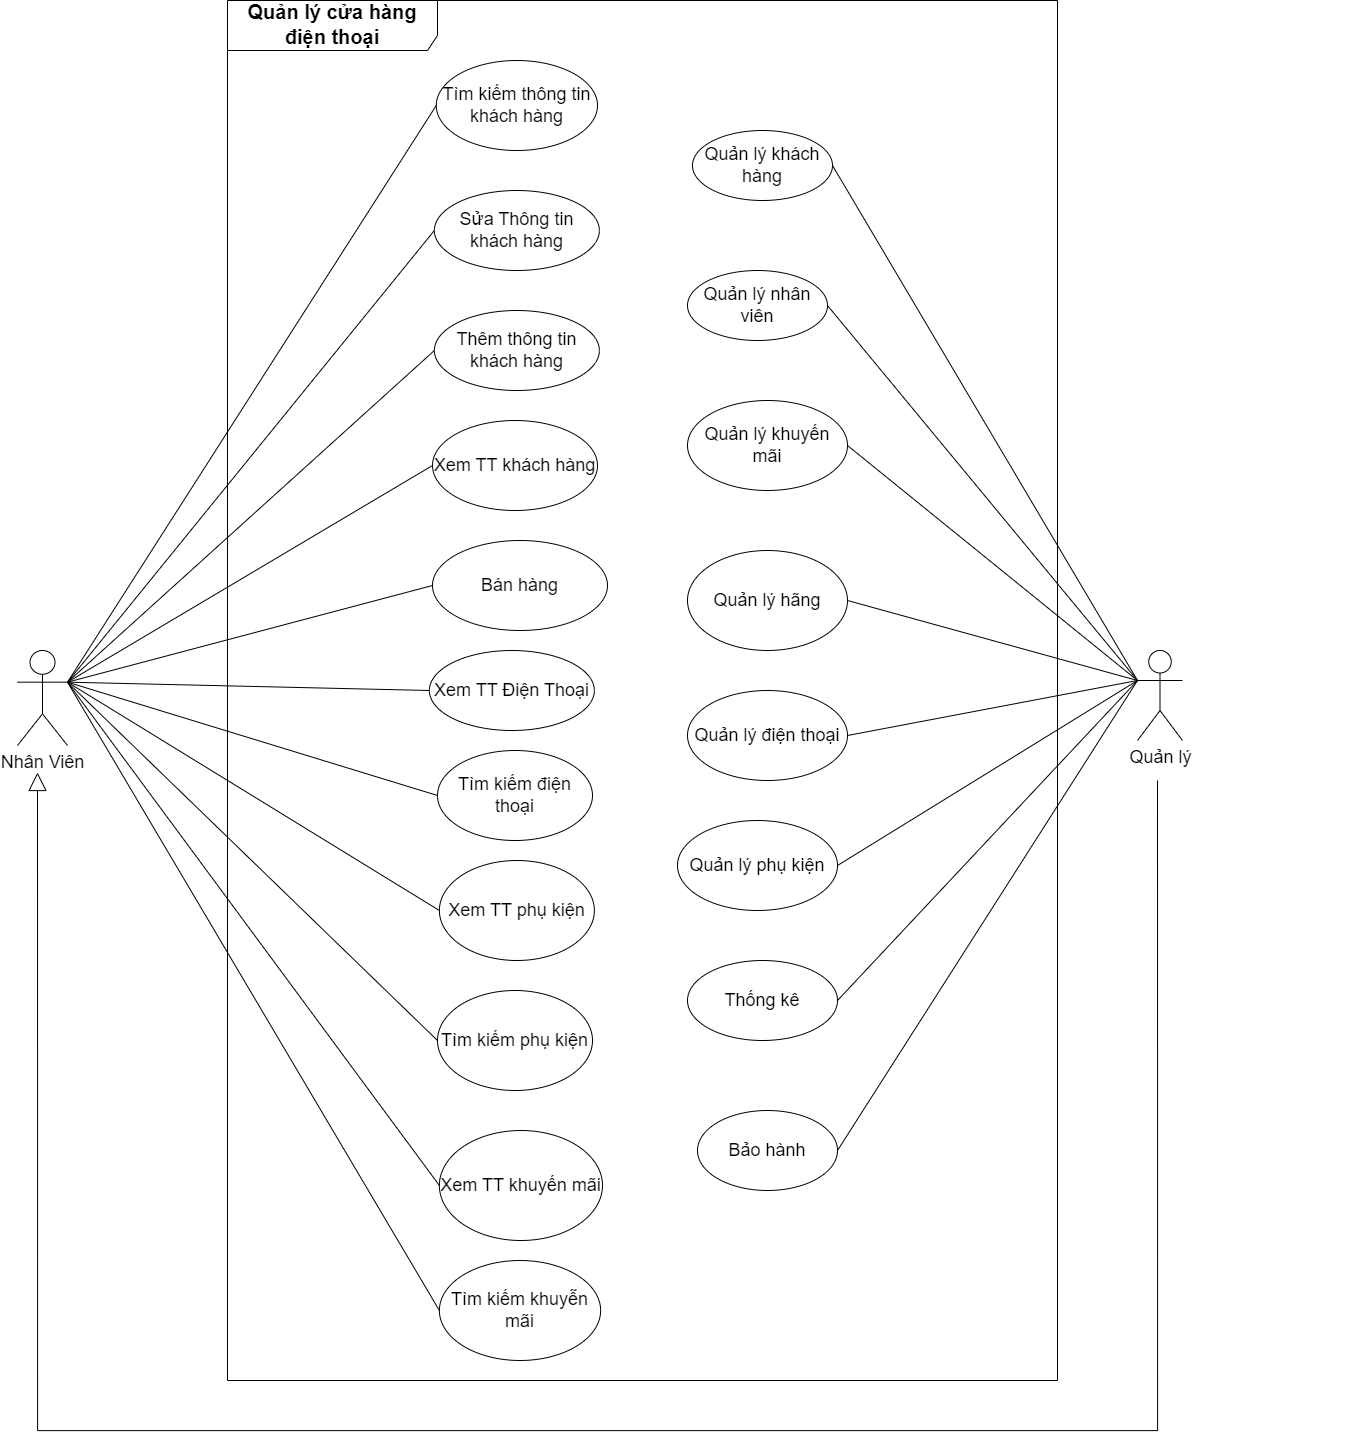 Quản lý cửa hàng
điện thoại
Tìm kiếm thông tin
khách hàng
Sửa Thông tin
khách hàng
Thêm thông tin
khách hàng
Xem TT khách hàng
Bán hàng
Xem TT Điện Thoại
Tìm kiếm điện
thoại
Xem TT phụ kiện
Tìm kiếm phụ kiện
Xem TT khuyến mãi
Tìm kiếm khuyễn
mãi
Quản lý khách
hàng
Quản lý nhân
viên
Quản lý khuyến
mãi
Quản lý hãng
Quản lý điện thoại
Quản lý phụ kiện
Thống kê
Bảo hành
Nhân Viên
Quản lý